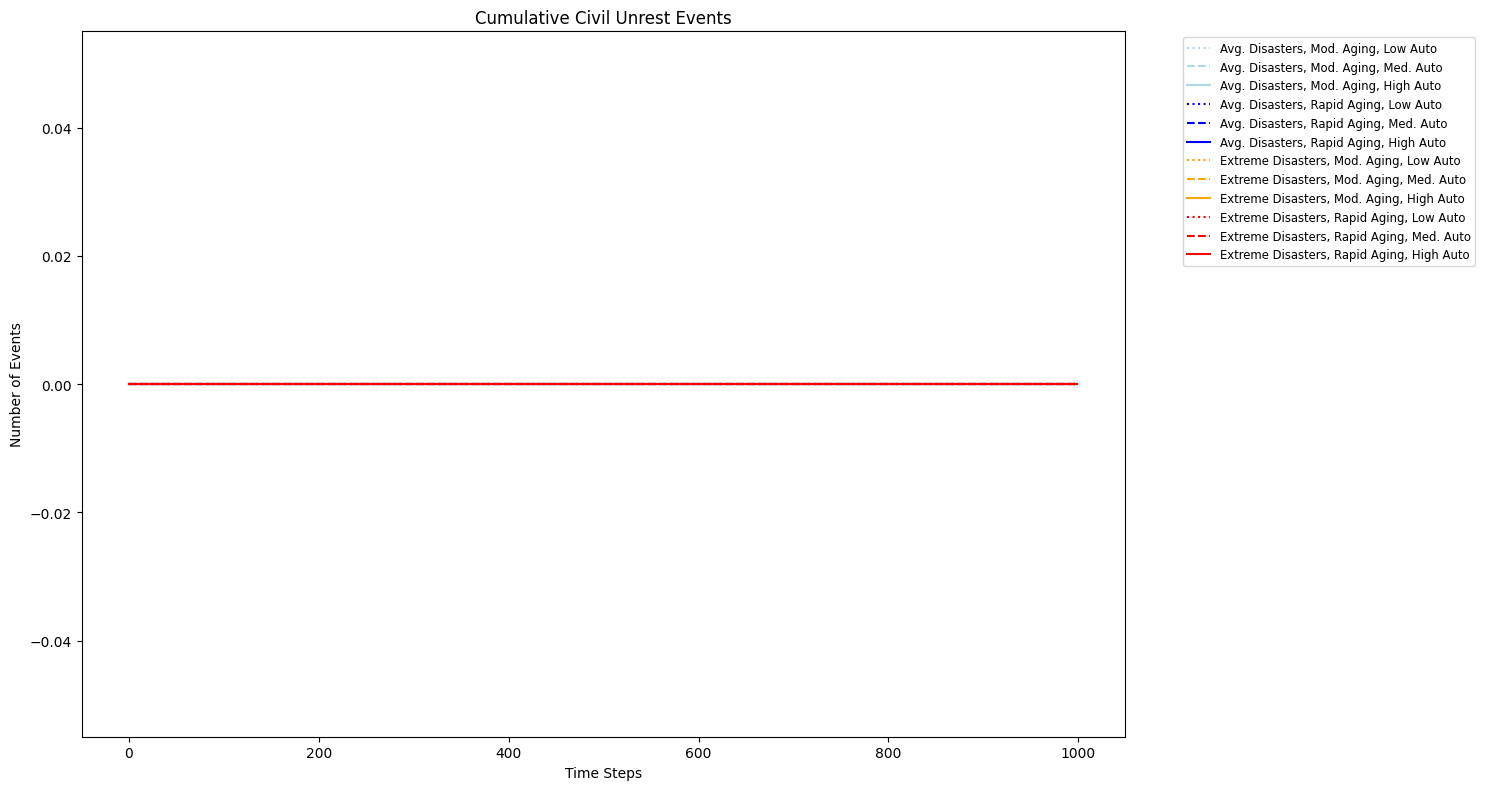 Cumulative Civil Unrest Events
Number of Events
0.04
0.02
0.00
−0.02
−0.04
0
200
400
600
800
1000
Time Steps
Avg. Disasters, Mod. Aging, Low Auto
Avg. Disasters, Mod. Aging, Med. Auto
Avg. Disasters, Mod. Aging, High Auto
Avg. Disasters, Rapid Aging, Low Auto
Avg. Disasters, Rapid Aging, Med. Auto
Avg. Disasters, Rapid Aging, High Auto
Extreme Disasters, Mod. Aging, Low Auto
Extreme Disasters, Mod. Aging, Med. Auto
Extreme Disasters, Mod. Aging, High Auto
Extreme Disasters, Rapid Aging, Low Auto
Extreme Disasters, Rapid Aging, Med. Auto
Extreme Disasters, Rapid Aging, High Auto